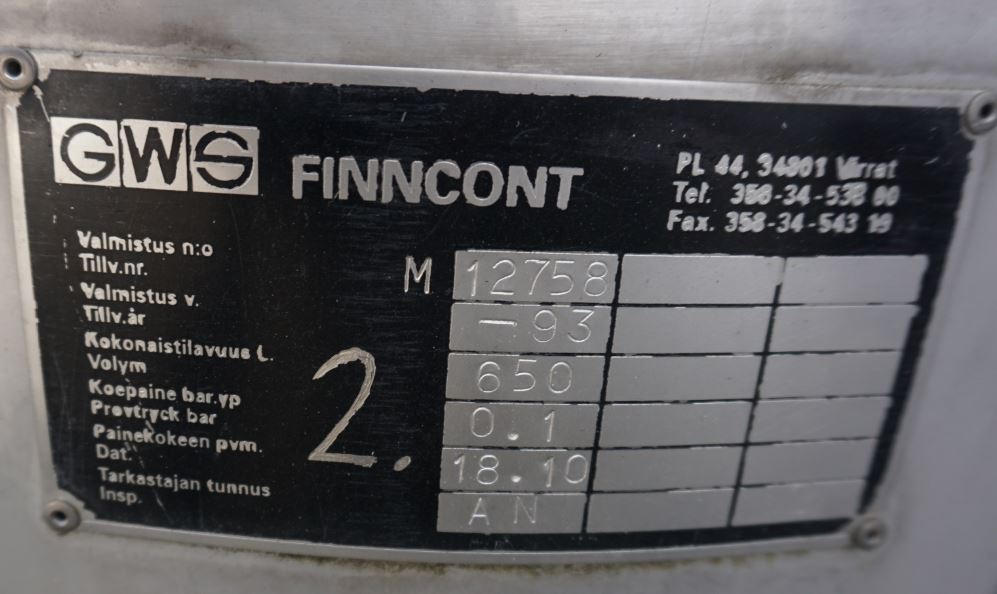 GWS FINNCONT
PL 44, 34801 Virrat
Tel. 358-34-538 00
Fax. 358-34-543 19
Valmistus n:o
Tillv.nr.
M 12758
Valmistus v.
Tillv.år
-93
Kokonaistilavuus L.
Volym
650
Koepaine bar.yp
Provtryck bar
0.1
Painekokeen pvm.
Dat.
18.10
Tarkastajan tunnus
Insp.
AN
2.